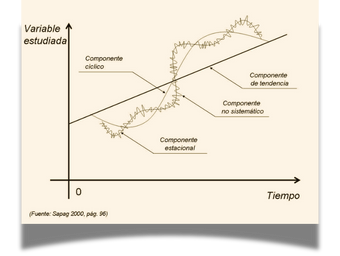 Variable
estudiada
Componente
cíclico
Componente
de tendencia
Componente
no sistemático
Componente
estacional
0
Tiempo
(Fuente: Sapag 2000, pág. 96)